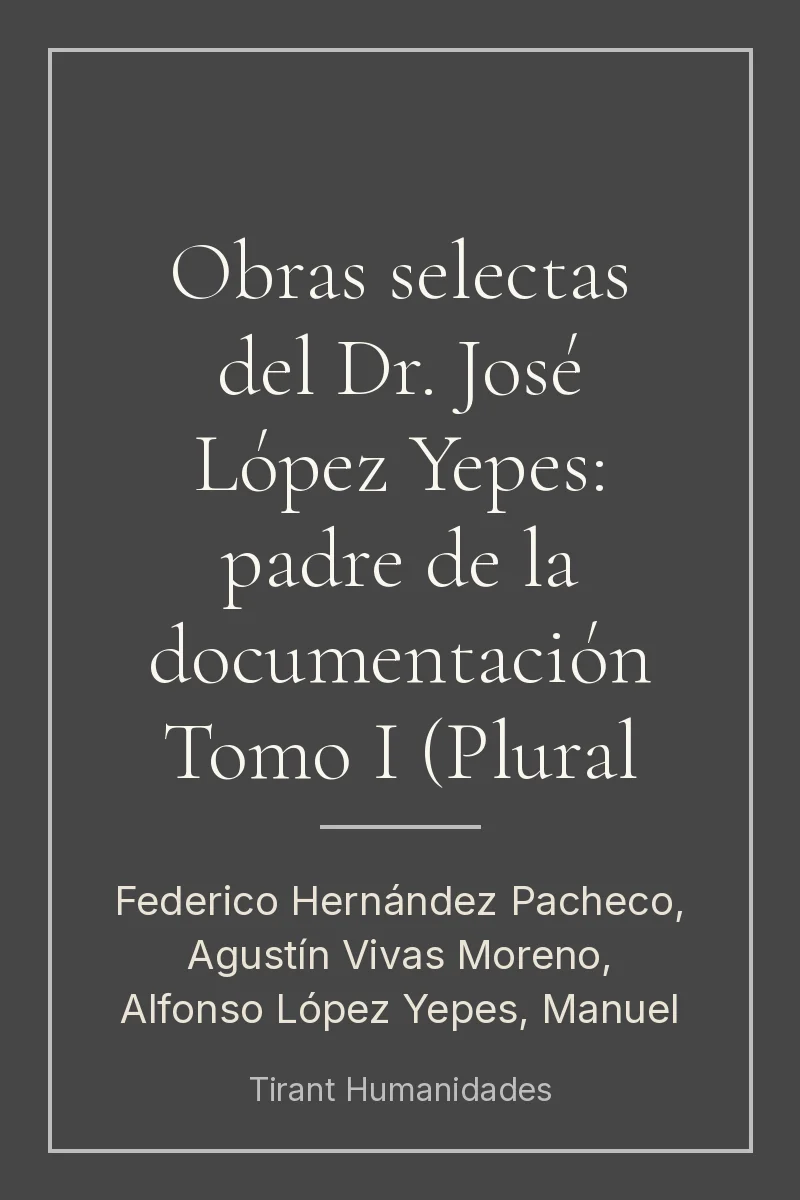 Obras selectas
del Dr. José
López Yepes:
padre de la
documentación
Tomo I (Plural
Federico Hernández Pacheco,
Agustín Vivas Moreno,
Alfonso López Yepes, Manuel
Tirant Humanidades